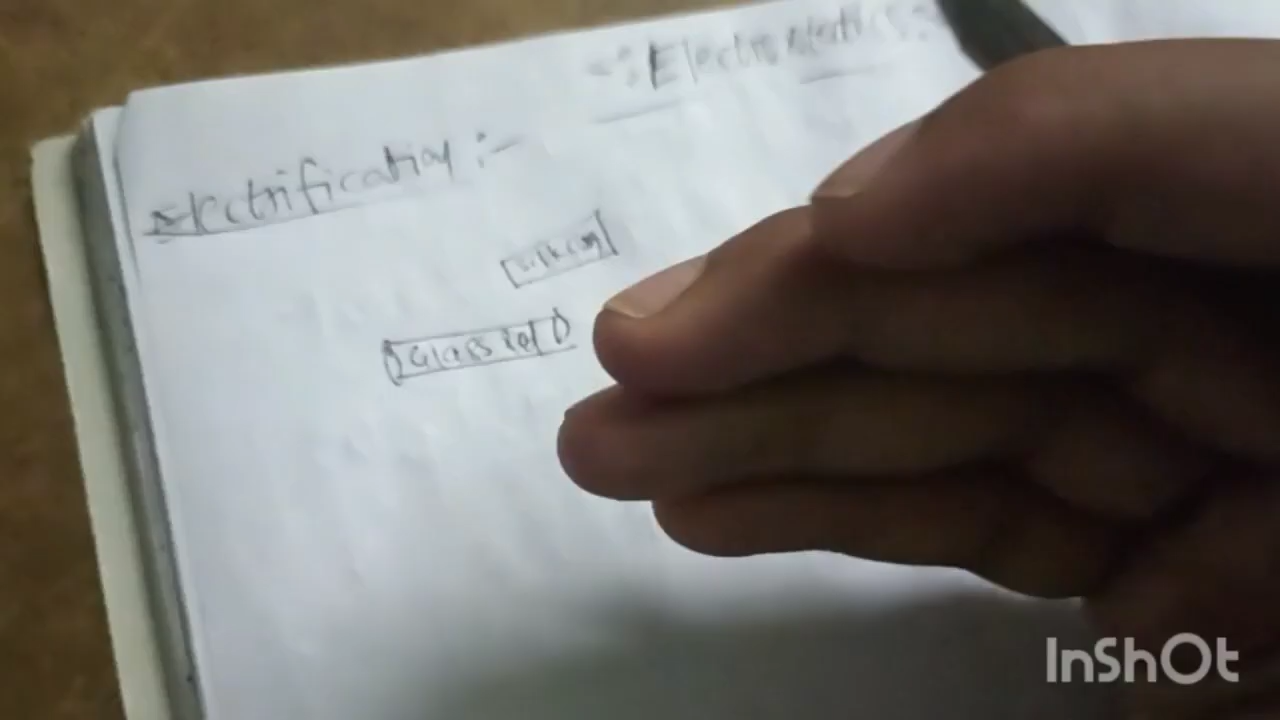 -: Electrostatics :
Electrification :-
Glass rod
InShOt